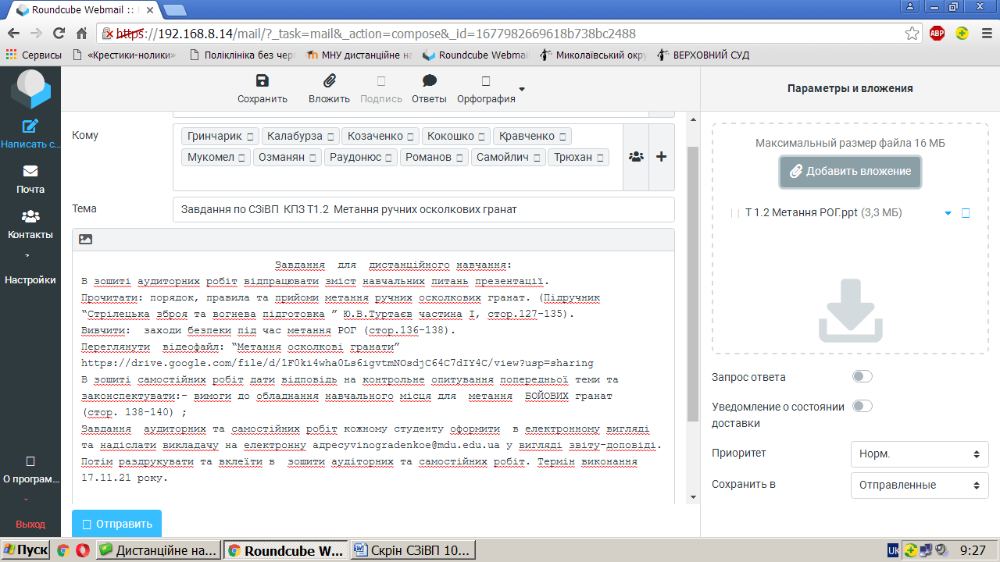 Roundcube Webmail ::
https://192.168.8.14/mail/?_task=mail&_action=compose&_id=1677982669618b738bc2488
ABP
Сервисы «Крестики-нолики» Поліклініка без чер МНУ дистанційне на Roundcube Webmail Миколаївський окру ВЕРХОВНИЙ СУД
Написать с...
Почта
Контакты
Настройки
О програм...
Выход
Сохранить Вложить Подпись Ответы Орфография
Кому
Гринчарик Калабурза Козаченко Кокошко Кравченко
Мукомел Озманян Раудонюс Романов Самойлич Трюхан
Тема
Завдання по СЗіВП КПЗ Т1.2 Метання ручних осколкових гранат
Завдання для дистанційного навчання:
В зошиті аудиторних робіт відпрацювати зміст навчальних питань презентації.
Прочитати: порядок, правила та прийоми метання ручних осколкових гранат. (Підручник
“Стрілецька зброя та вогнева підготовка ” Ю.В.Туртаєв частина І, стор.127-135).
Вивчити: заходи безпеки під час метання РОГ (стор.136-138).
Переглянути відеофайл: “Метання осколкові гранати”
https://drive.google.com/file/d/1F0ki4wha0Ls6igvtmNOsdjC64C7dIY4C/view?usp=sharing
В зошиті самостійних робіт дати відповідь на контрольне опитування попередньої теми та
законспектувати:- вимоги до обладнання навчального місця для метання БОЙОВИХ гранат
(стор. 138-140) ;
Завдання аудиторних та самостійних робіт кожному студенту оформити в електронному вигляді
та надіслати викладачу на електронну адресуvinogradenkoe@mdu.edu.ua у вигляді звіту-доповіді.
Потім раздрукувати та вклеїти в зошити аудіторних та самостійних робіт. Термін виконання
17.11.21 року.
Отправить
Параметры и вложения
Максимальный размер файла 16 МБ
Добавить вложение
Т 1.2 Метання РОГ.ppt (3,3 МБ)
Запрос ответа
Уведомление о состоянии
доставки
Приоритет Норм.
Сохранить в Отправленные
Пуск Дистанційне на... Roundcube W... Скрін СЗіВП 10... UK 9:27